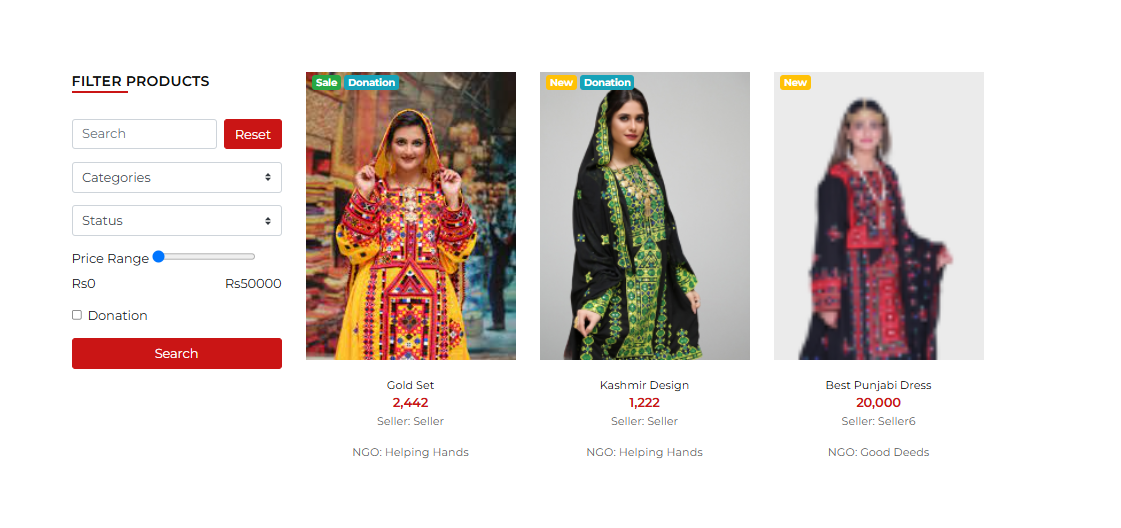 FILTER PRODUCTS
Search
Reset
Categories
Status
Price Range
Rs0
Rs50000
Donation
Search
Sale
Donation
Gold Set
2,442
Seller: Seller
NGO: Helping Hands
New
Donation
Kashmir Design
1,222
Seller: Seller
NGO: Helping Hands
New
Best Punjabi Dress
20,000
Seller: Seller6
NGO: Good Deeds